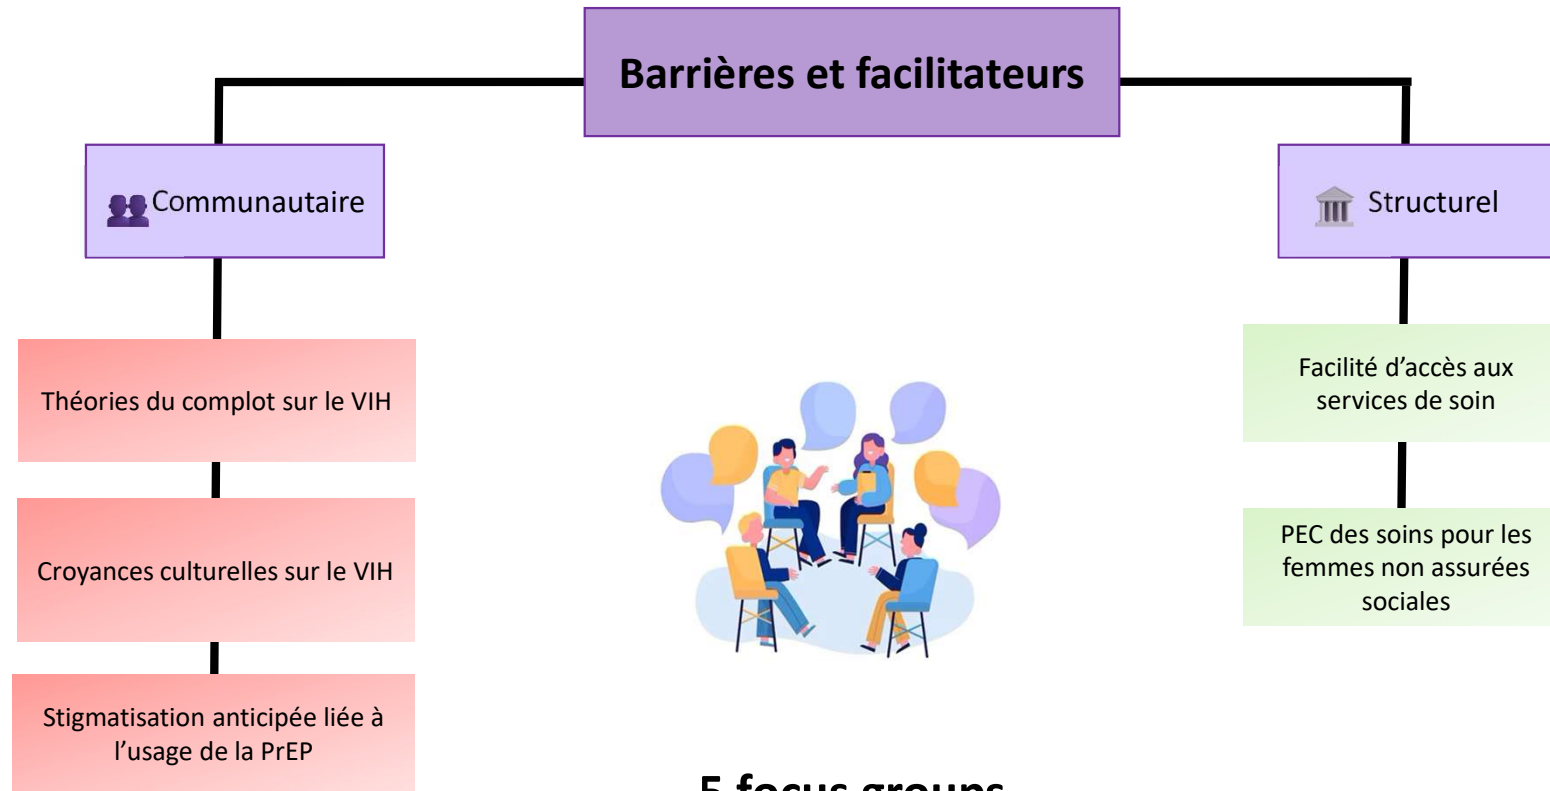 Barrières et facilitateurs
Communautaire
Structurel
Théories du complot sur le VIH
Croyances culturelles sur le VIH
Stigmatisation anticipée liée à
l’usage de la PrEP
Facilité d’accès aux
services de soin
PEC des soins pour les
femmes non assurées
sociales
5 focus groups